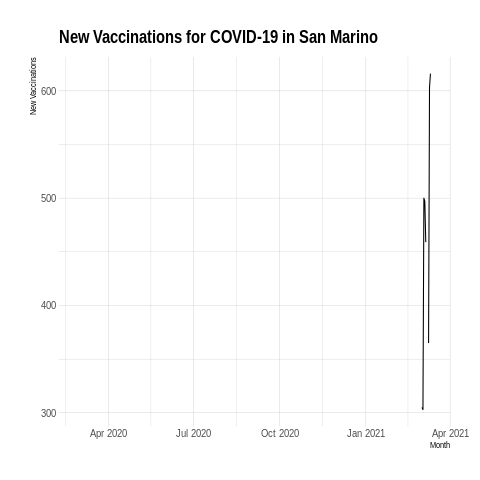 New Vaccinations for COVID-19 in San Marino
New Vaccinations
600
500
400
300
Apr 2020 Jul 2020 Oct 2020 Jan 2021 Apr 2021
Month